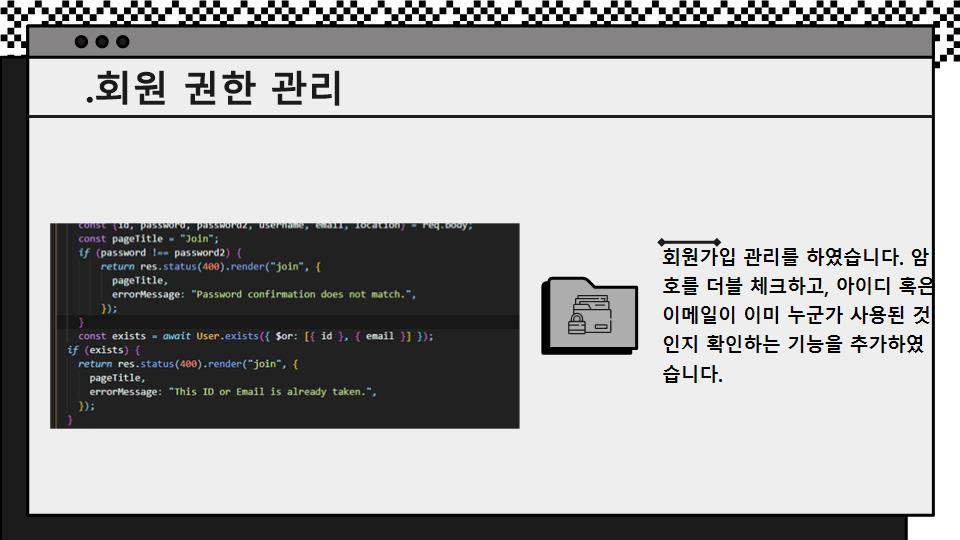 .회원 권한 관리
const {id, password, password2, username, email, location} = req.body;
const pageTitle = "Join";
if (password !== password2) {
return res.status(400).render("join", {
pageTitle,
errorMessage: "Password confirmation does not match.",
});
}
const exists = await User.exists({ $or: [{ id }, { email }] });
if (exists) {
return res.status(400).render("join", {
pageTitle,
errorMessage: "This ID or Email is already taken.",
});
}
회원가입 관리를 하였습니다. 암
호를 더블 체크하고, 아이디 혹은
이메일이 이미 누군가 사용된 것
인지 확인하는 기능을 추가하였
습니다.